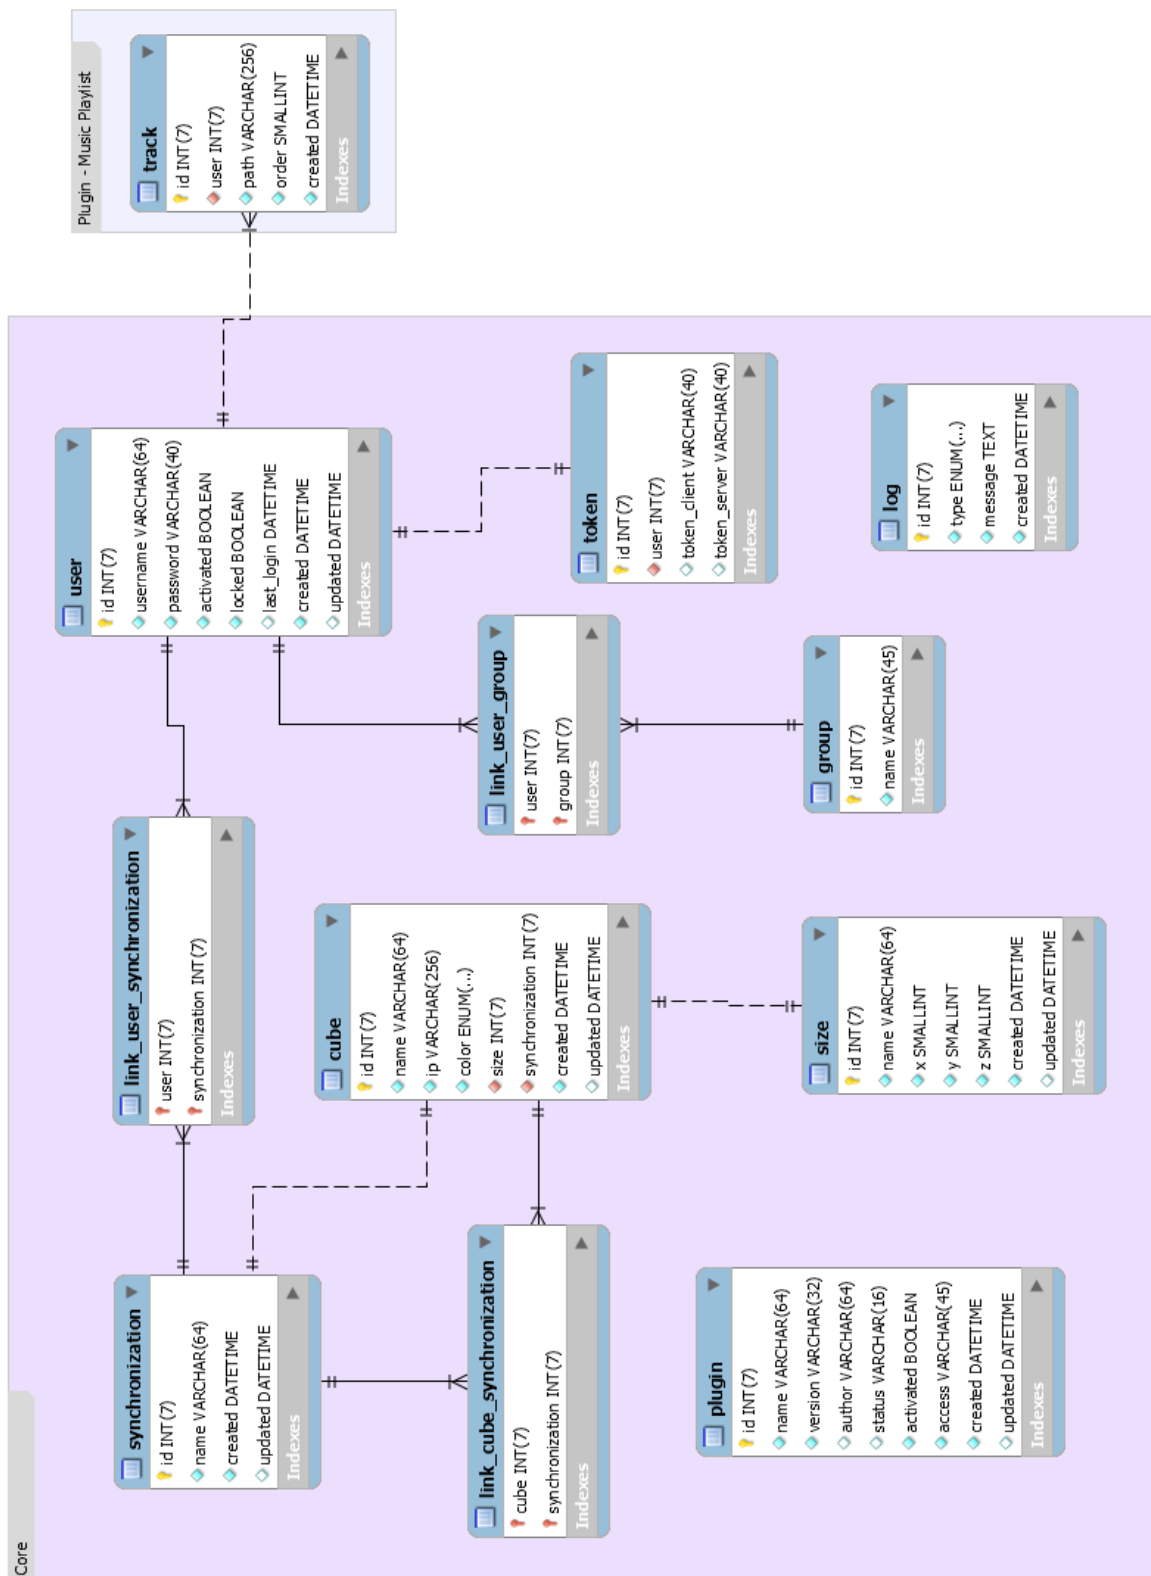 Core
synchronization
id INT(7)
name VARCHAR(64)
created DATETIME
updated DATETIME
Indexes
link_user_synchronization
user INT(7)
synchronization INT(7)
Indexes
user
id INT(7)
username VARCHAR(64)
password VARCHAR(40)
activated BOOLEAN
locked BOOLEAN
last_login DATETIME
created DATETIME
updated DATETIME
Indexes
Plugin - Music Playlist
track
id INT(7)
user INT(7)
path VARCHAR(256)
order SMALLINT
created DATETIME
Indexes
link_cube_synchronization
cube INT(7)
synchronization INT(7)
Indexes
cube
id INT(7)
name VARCHAR(64)
ip VARCHAR(256)
color ENUM(...)
size INT(7)
synchronization INT(7)
created DATETIME
updated DATETIME
Indexes
link_user_group
user INT(7)
group INT(7)
Indexes
token
id INT(7)
user INT(7)
token_client VARCHAR(40)
token_server VARCHAR(40)
Indexes
plugin
id INT(7)
name VARCHAR(64)
version VARCHAR(32)
author VARCHAR(64)
status VARCHAR(16)
activated BOOLEAN
access VARCHAR(45)
created DATETIME
updated DATETIME
Indexes
size
id INT(7)
name VARCHAR(64)
x SMALLINT
y SMALLINT
z SMALLINT
created DATETIME
updated DATETIME
Indexes
group
id INT(7)
name VARCHAR(45)
Indexes
log
id INT(7)
type ENUM(...)
message TEXT
created DATETIME
Indexes